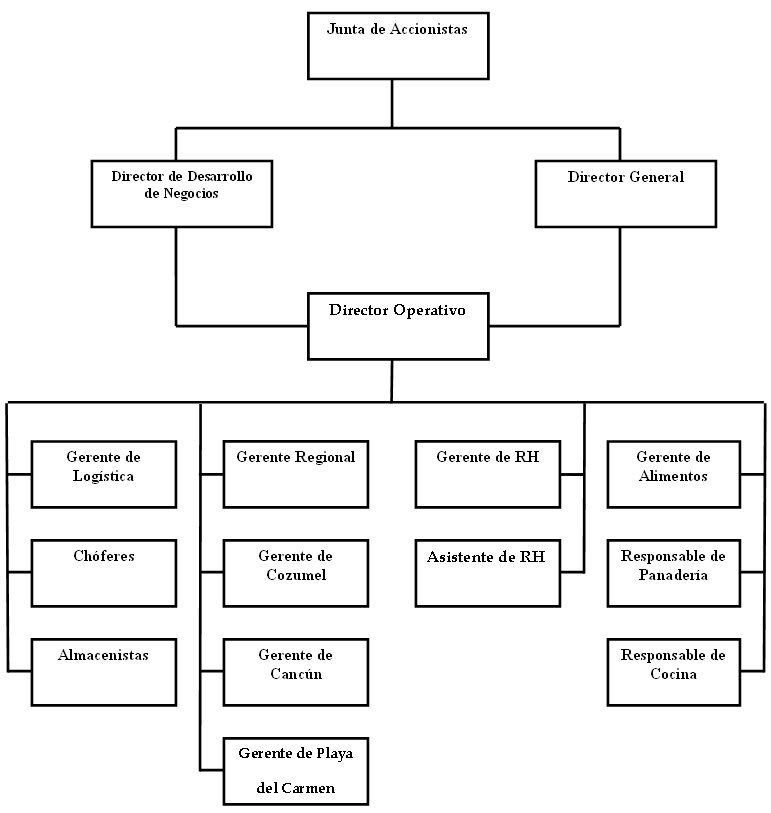 Junta de Accionistas
Director de Desarrollo
de Negocios
Director General
Director Operativo
Gerente de
Logística
Gerente Regional
Gerente de RH
Gerente de
Alimentos
Chóferes
Gerente de
Cozumel
Asistente de RH
Responsable de
Panadería
Almacenistas
Gerente de
Cancún
Responsable de
Cocina
Gerente de Playa
del Carmen